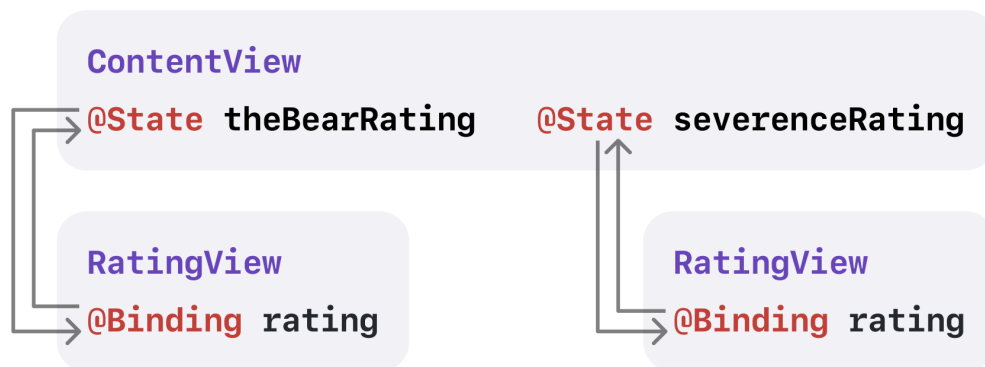 ContentView
@State theBearRating
@State severenceRating
RatingView
@Binding rating
RatingView
@Binding rating